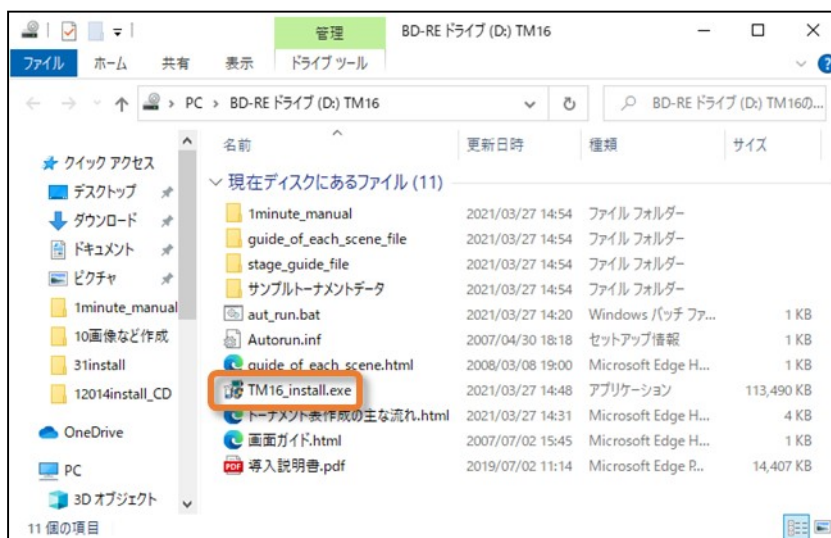 管理 BD-RE ドライブ (D:) TM16
ファイル ホーム 共有 表示 ドライブ ツール
PC › BD-RE ドライブ (D:) TM16 BD-RE ドライブ (D:) TM16の...
名前 更新日時 種類 サイズ
クイック アクセス
デスクトップ
ダウンロード
ドキュメント
ピクチャ
1minute_manual
10画像など作成
31install
12014install_CD
OneDrive
PC
3D オブジェクト
現在ディスクにあるファイル (11)
1minute_manual 2021/03/27 14:54 ファイル フォルダー
guide_of_each_scene_file 2021/03/27 14:54 ファイル フォルダー
stage_guide_file 2021/03/27 14:54 ファイル フォルダー
サンプルトーナメントデータ 2021/03/27 14:54 ファイル フォルダー
aut_run.bat 2021/03/27 14:20 Windows バッチ ファ... 1 KB
Autorun.inf 2007/04/30 18:18 セットアップ情報 1 KB
guide_of_each_scene.html 2008/03/08 19:00 Microsoft Edge H... 1 KB
TM16_install.exe 2021/03/27 14:48 アプリケーション 113,490 KB
トーナメント表作成の主な流れ.html 2021/03/27 14:31 Microsoft Edge H... 4 KB
画面ガイド.html 2007/07/02 15:45 Microsoft Edge H... 1 KB
PDF 導入説明書.pdf 2019/07/02 11:14 Microsoft Edge P... 14,407 KB
11 個の項目